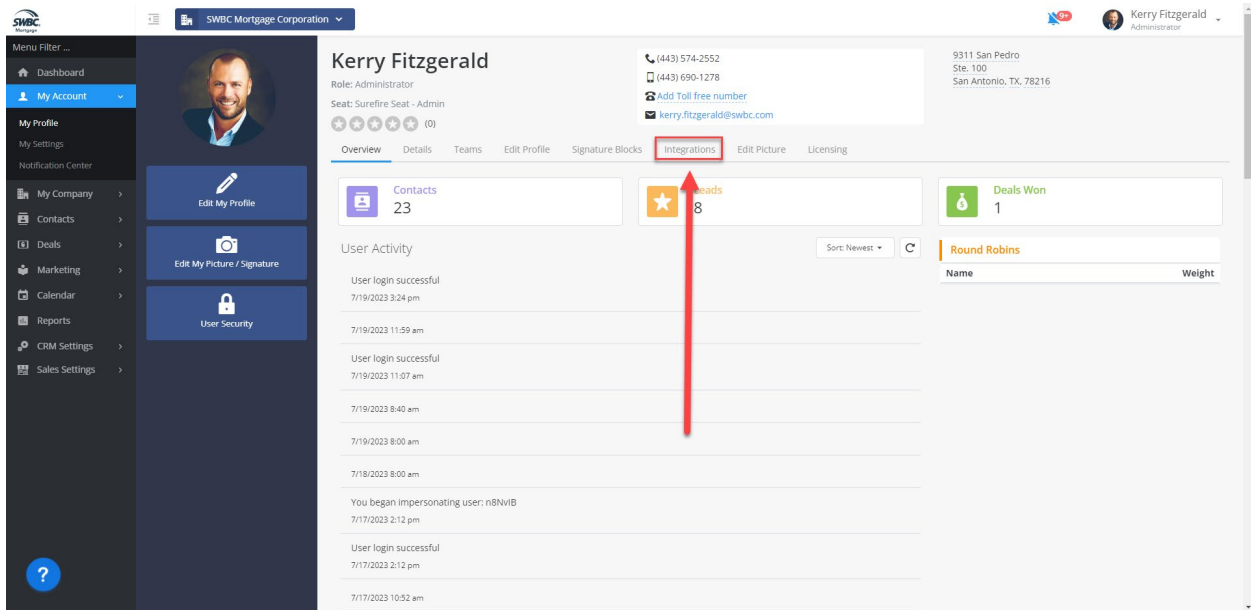 SWBC
Mortgage
SWBC Mortgage Corporation
9+
Kerry Fitzgerald
Administrator
Menu Filter ...
Dashboard
My Account
My Profile
My Settings
Notification Center
My Company
Contacts
Deals
Marketing
Calendar
Reports
CRM Settings
Sales Settings
?
Edit My Profile
Edit My Picture / Signature
User Security
Kerry Fitzgerald
Role: Administrator
Seat: Surefire Seat - Admin
(0)
(443) 574-2552
(443) 690-1278
Add Toll free number
kerry.fitzgerald@swbc.com
9311 San Pedro
Ste. 100
San Antonio, TX, 78216
Overview Details Teams Edit Profile Signature Blocks Integrations Edit Picture Licensing
Contacts
23
eads
8
Deals Won
1
User Activity
Sort: Newest
User login successful
7/19/2023 3:24 pm
7/19/2023 11:59 am
User login successful
7/19/2023 11:07 am
7/19/2023 8:40 am
7/19/2023 8:00 am
7/18/2023 8:00 am
You began impersonating user: n8NviB
7/17/2023 2:12 pm
User login successful
7/17/2023 2:12 pm
7/17/2023 10:52 am
Round Robins
Name Weight